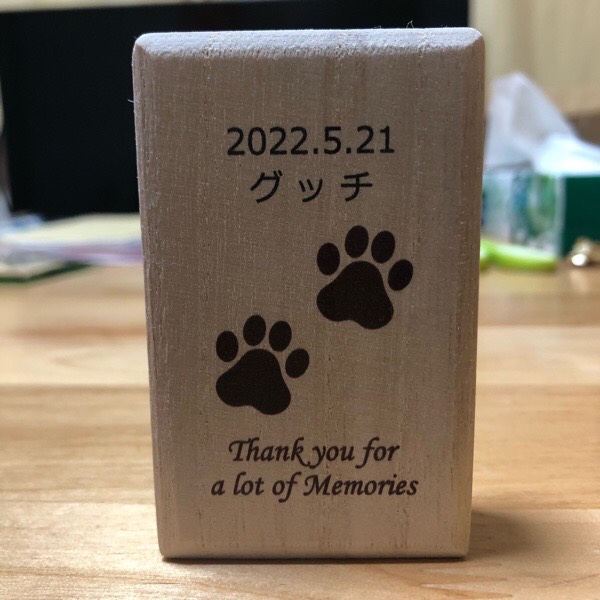 2022.5.21
グッチ
Thank you for
a lot of Memories